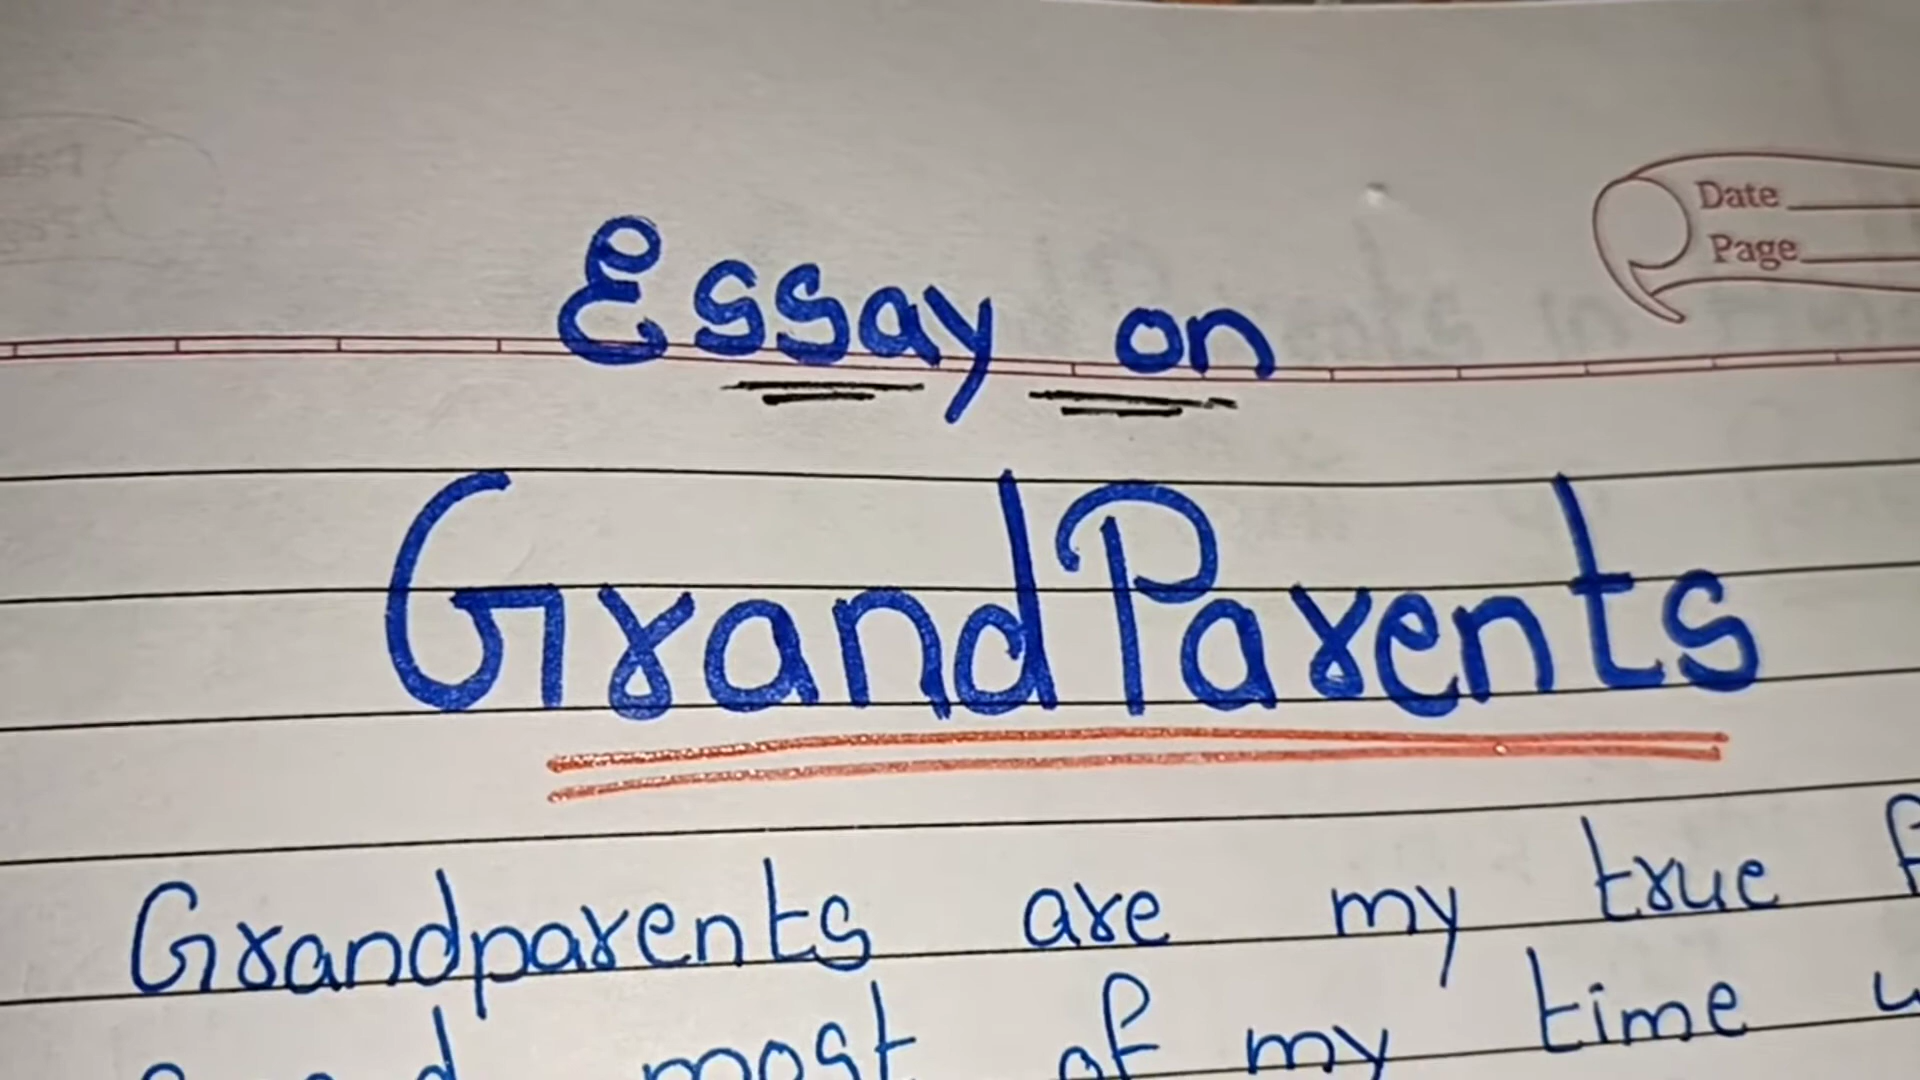 Date
Page
Essay on
GrandParents
Grandparents are my true
most of my time